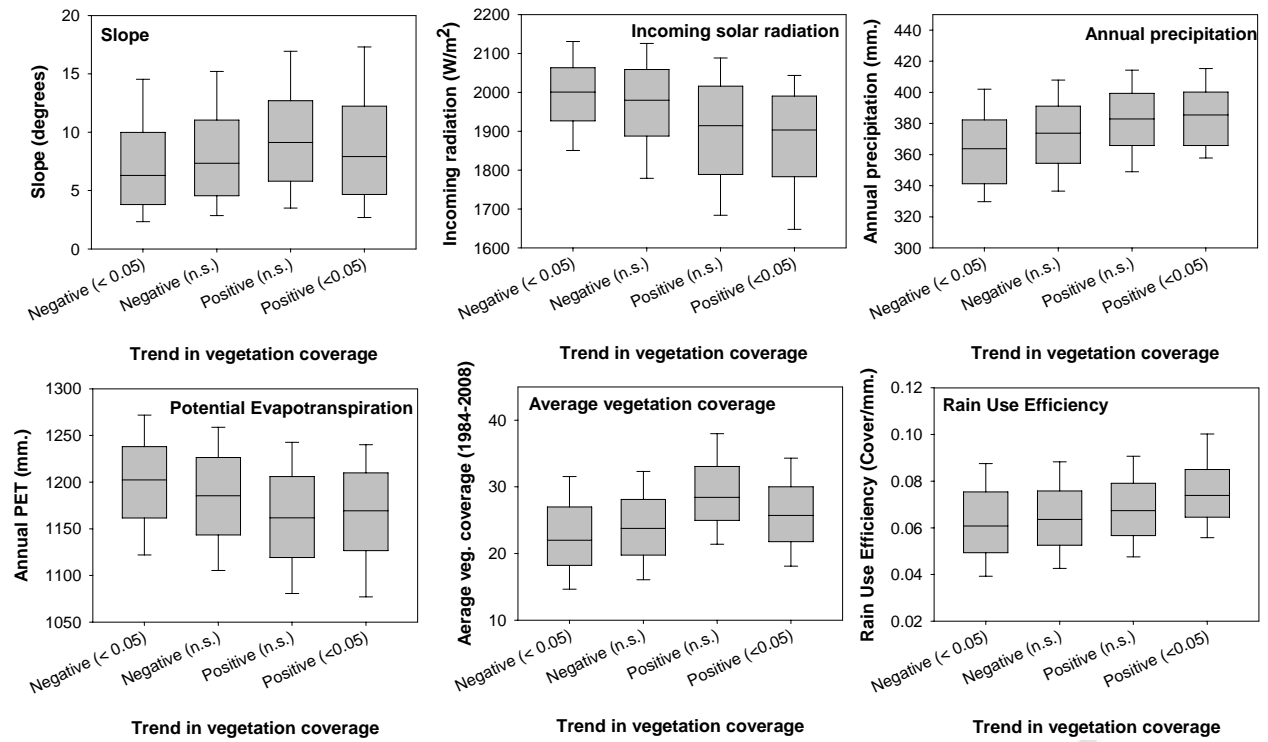 Slope
Slope (degrees)
20
15
10
5
0
Negative (< 0.05)
Negative (n.s.)
Positive (n.s.)
Positive (<0.05)
Trend in vegetation coverage
Incoming solar radiation
Incoming radiation (W/m²)
2200
2100
2000
1900
1800
1700
1600
Negative (< 0.05)
Negative (n.s.)
Positive (n.s.)
Positive (<0.05)
Trend in vegetation coverage
Annual precipitation
Annual precipitation (mm.)
440
420
400
380
360
340
320
300
Negative (< 0.05)
Negative (n.s.)
Positive (n.s.)
Positive (<0.05)
Trend in vegetation coverage
Potential Evapotranspiration
Annual PET (mm.)
1300
1250
1200
1150
1100
1050
Negative (< 0.05)
Negative (n.s.)
Positive (n.s.)
Positive (<0.05)
Trend in vegetation coverage
Average vegetation coverage
Aerage veg. coverage (1984-2008)
40
30
20
10
Negative (< 0.05)
Negative (n.s.)
Positive (n.s.)
Positive (<0.05)
Trend in vegetation coverage
Rain Use Efficiency
Rain Use Efficiency (Cover/mm.)
0.12
0.10
0.08
0.06
0.04
0.02
Negative (< 0.05)
Negative (n.s.)
Positive (n.s.)
Positive (<0.05)
Trend in vegetation coverage